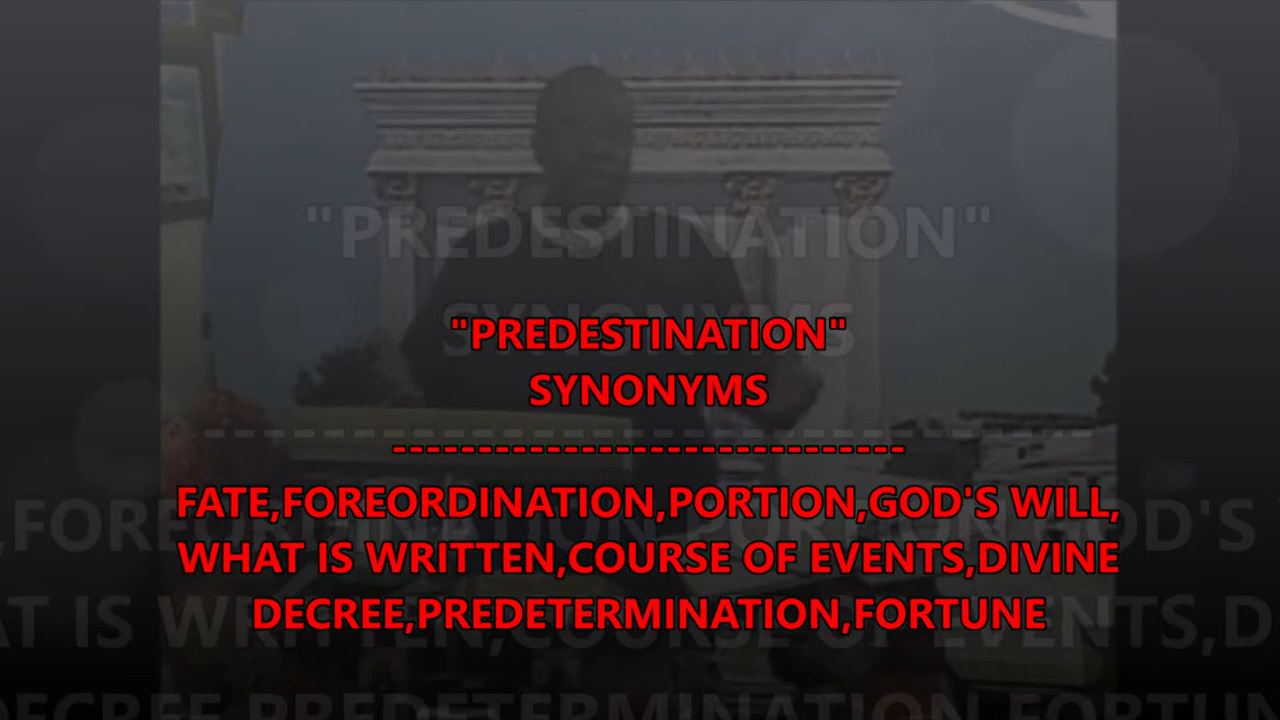 "PREDESTINATION"
SYNONYMS
------------------------------
FATE,FOREORDINATION,PORTION,GOD'S WILL,
WHAT IS WRITTEN,COURSE OF EVENTS,DIVINE
DECREE,PREDETERMINATION,FORTUNE